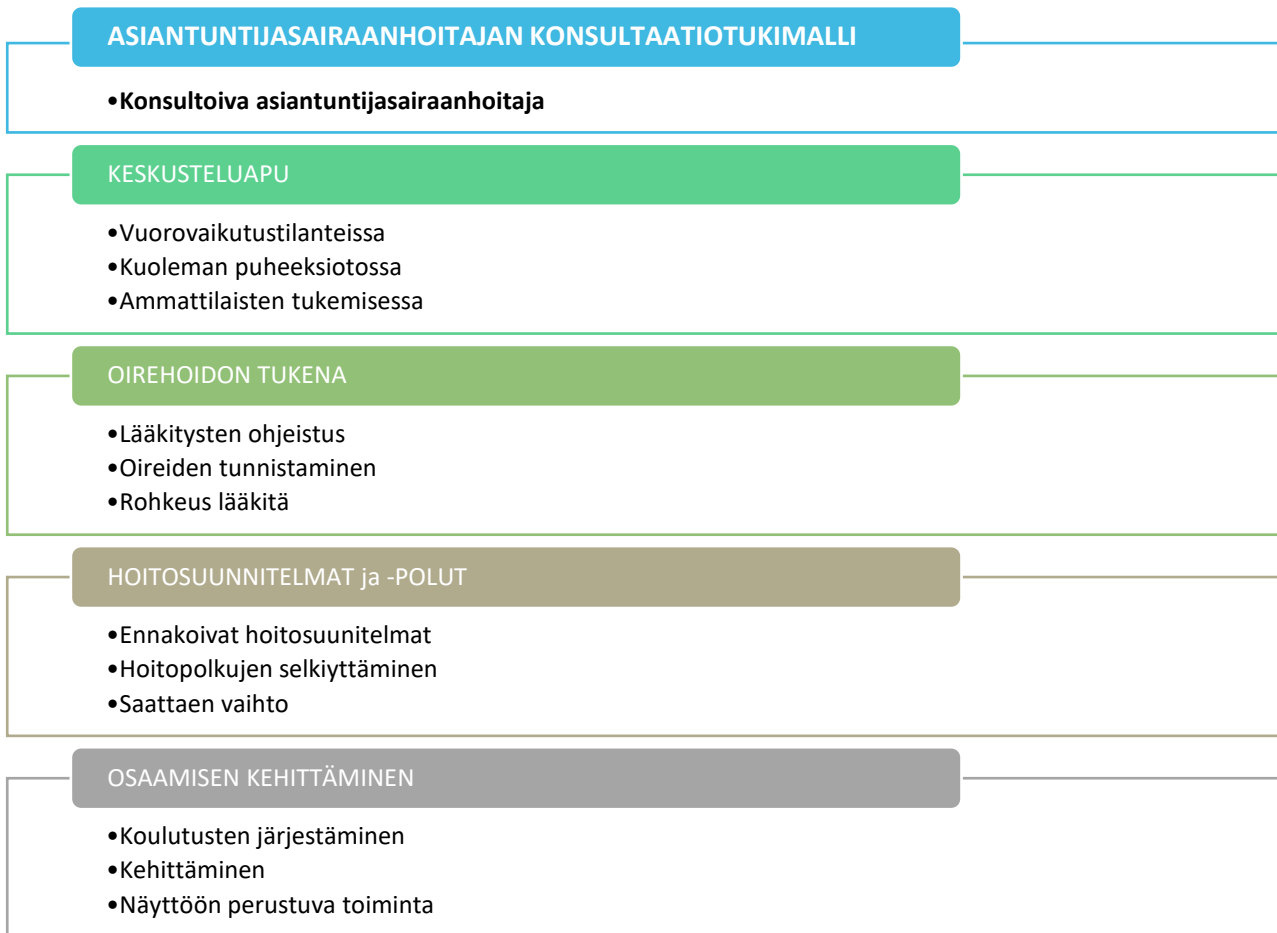 ASIANTUNTIJASAIRAANHOITAJAN KONSULTAATIOTUKIMALLI
•Konsultoiva asiantuntijasairaanhoitaja
KESKUSTELUAPU
•Vuorovaikutustilanteissa
•Kuoleman puheeksiotossa
•Ammattilaisten tukemisessa
OIREHOIDON TUKENA
•Lääkitysten ohjeistus
•Oireiden tunnistaminen
•Rohkeus lääkitä
HOITOSUUNNITELMAT ja -POLUT
•Ennakoivat hoitosuunitelmat
•Hoitopolkujen selkiyttäminen
•Saattaen vaihto
OSAAMISEN KEHITTÄMINEN
•Koulutusten järjestäminen
•Kehittäminen
•Näyttöön perustuva toiminta